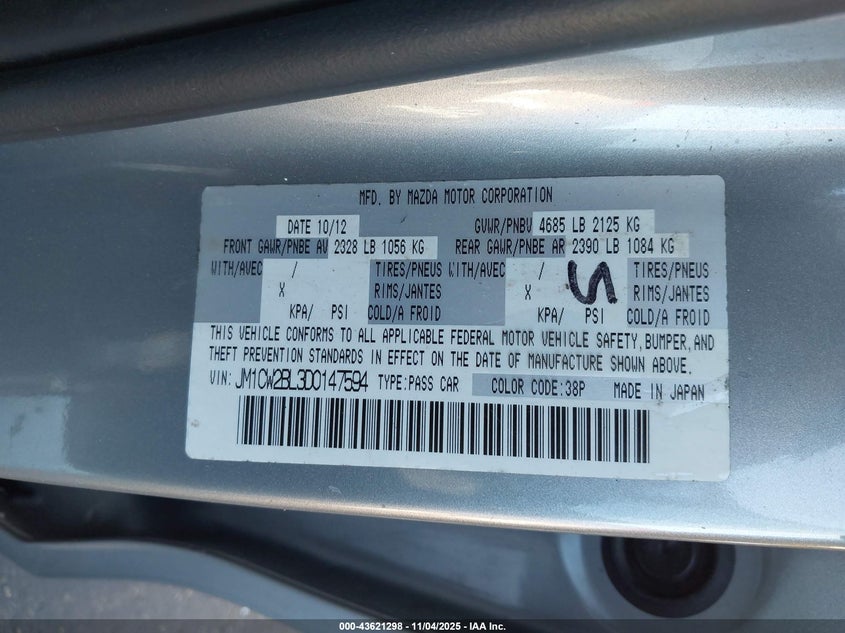 MFD. BY MAZDA MOTOR CORPORATION
DATE 10/12 GVWR/PNBV 4685 LB 2125 KG
FRONT GAWR/PNBE AV 2328 LB 1056 KG REAR GAWR/PNBE AR 2390 LB 1084 KG
WITH/AVEC / TIRES/PNEUS WITH/AVEC / TIRES/PNEUS
X RIMS/JANTES X RIMS/JANTES
KPA/ PSI COLD/A FROID KPA/ PSI COLD/A FROID
THIS VEHICLE CONFORMS TO ALL APPLICABLE FEDERAL MOTOR VEHICLE SAFETY, BUMPER, AND
THEFT PREVENTION STANDARDS IN EFFECT ON THE DATE OF MANUFACTURE SHOWN ABOVE.
VIN: JM1CW2BL3D0147594 TYPE:PASS CAR COLOR CODE:38P MADE IN JAPAN
000-43621298 - 11/04/2025 - IAA Inc.